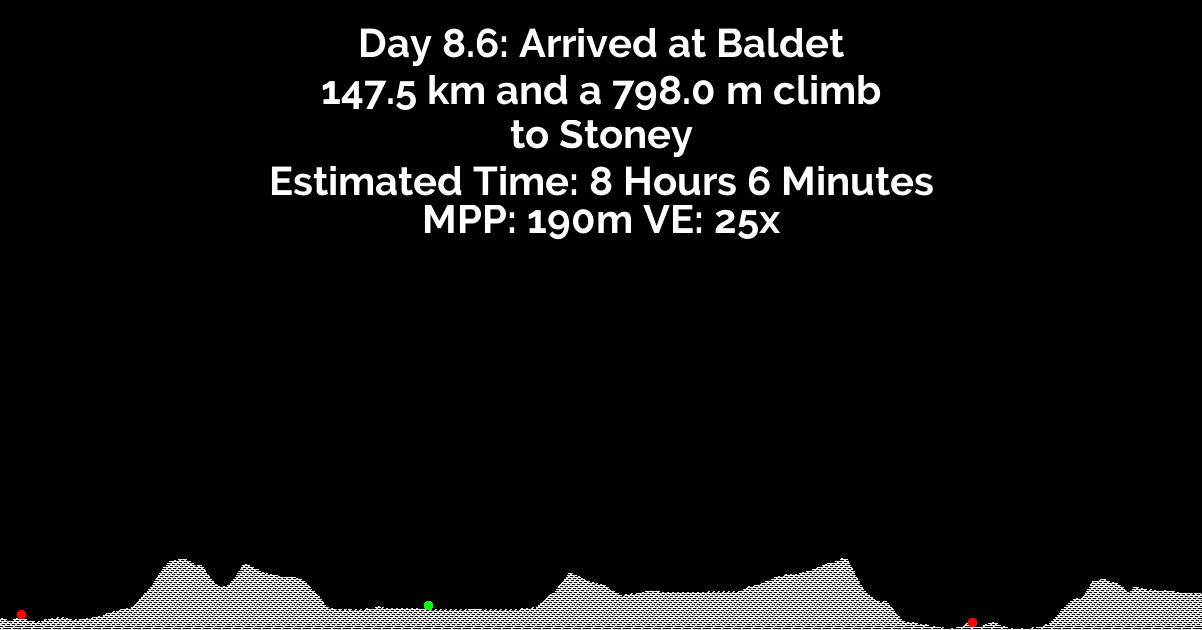 Day 8.6: Arrived at Baldet
147.5 km and a 798.0 m climb
to Stoney
Estimated Time: 8 Hours 6 Minutes
MPP: 190m VE: 25x